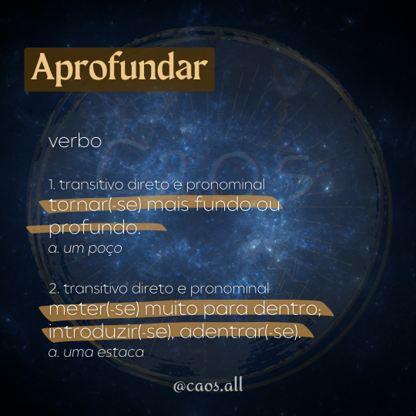 Aprofundar
verbo
1. transitivo direto e pronominal
tornar(-se) mais fundo ou
profundo.
a. um poço
2. transitivo direto e pronominal
meter(-se) muito para dentro;
introduzir(-se), adentrar(-se).
a. uma estaca
@caos.all
caos